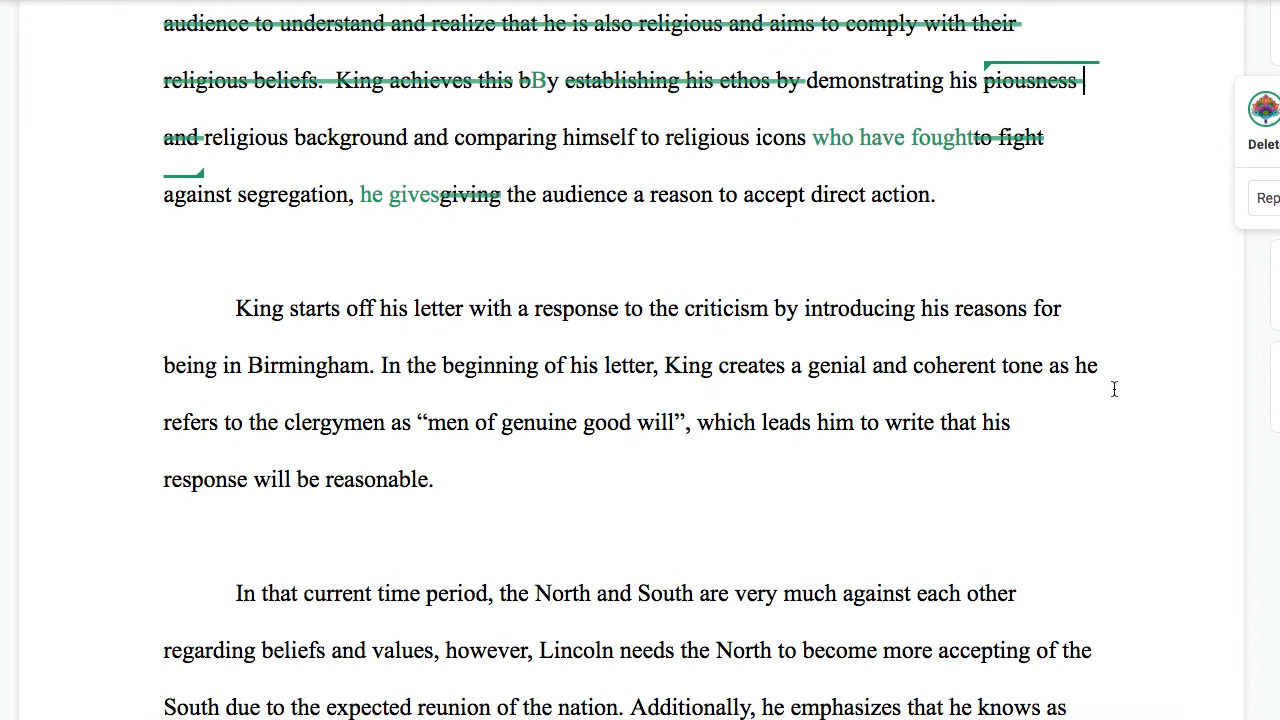 audience to understand and realize that he is also religious and aims to comply with their
religious beliefs.  King achieves this bBy establishing his ethos by demonstrating his piousness
and religious background and comparing himself to religious icons who have foughtto fight
against segregation, he givesgiving the audience a reason to accept direct action.
Delet
Rep
King starts off his letter with a response to the criticism by introducing his reasons for
being in Birmingham. In the beginning of his letter, King creates a genial and coherent tone as he
refers to the clergymen as “men of genuine good will”, which leads him to write that his
response will be reasonable.
In that current time period, the North and South are very much against each other
regarding beliefs and values, however, Lincoln needs the North to become more accepting of the
South due to the expected reunion of the nation. Additionally, he emphasizes that he knows as